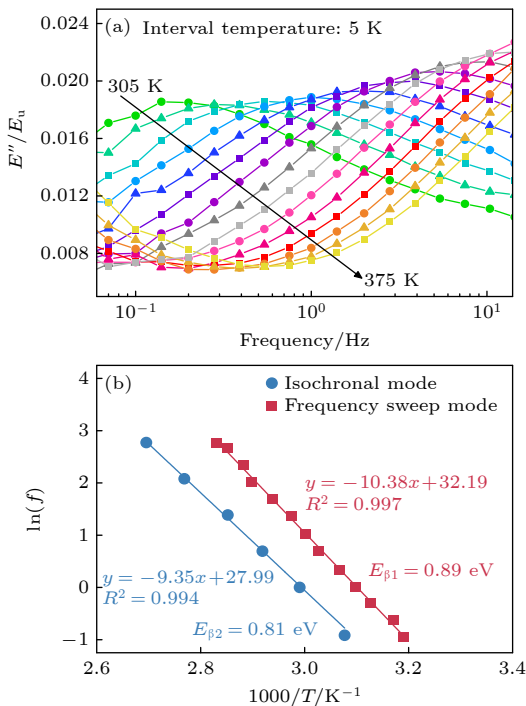 (a) Interval temperature: 5 K
0.024
0.020
0.016
0.012
0.008
E″/E_u
305 K
375 K
10⁻¹ 10⁰ 10¹
Frequency/Hz
(b)
Isochronal mode
Frequency sweep mode
4
3
2
1
0
−1
ln(f)
y = −10.38x+32.19
R² = 0.997
y = −9.35x+27.99
R² = 0.994
E_β1 = 0.89 eV
E_β2 = 0.81 eV
2.6 2.8 3.0 3.2 3.4
1000/T/K⁻¹